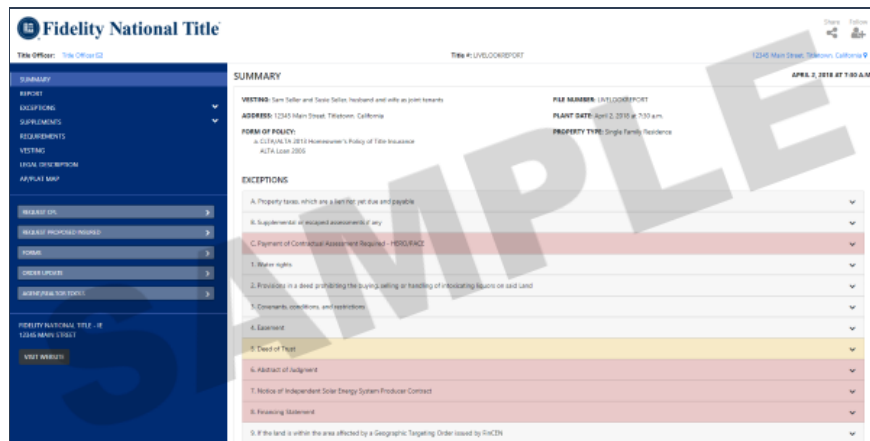 Fidelity National Title
Share Follow
Title Officer: Title Officer
Title #: LIVELOOKREPORT
12345 Main Street, Titletown, California
SUMMARY
REPORT
EXCEPTIONS
SUPPLEMENTS
REQUIREMENTS
VESTING
LEGAL DESCRIPTION
AP/PLAT MAP
REQUEST CPL
REQUEST PROPOSED INSURED
FORMS
ORDER UPDATE
AGENT/REALTOR TOOLS
FIDELITY NATIONAL TITLE - IE
12345 MAIN STREET
VISIT WEBSITE
SUMMARY
APRIL 2, 2018 AT 7:30 A.M
VESTING: Sam Seller and Susie Seller, husband and wife as joint tenants
ADDRESS: 12345 Main Street, Titletown, California
FORM OF POLICY:
a. CLTA/ALTA 2013 Homeowner's Policy of Title Insurance
ALTA Loan 2006
FILE NUMBER: LIVELOOKREPORT
PLANT DATE: April 2, 2018 at 7:30 a.m.
PROPERTY TYPE: Single Family Residence
EXCEPTIONS
A. Property taxes, which are a lien not yet due and payable
B. Supplemental or escaped assessments if any
C. Payment of Contractual Assessment Required - HERO/PACE
1. Water rights
2. Provisions in a deed prohibiting the buying, selling or handling of intoxicating liquors on said Land
3. Covenants, conditions, and restrictions
4. Easement
5. Deed of Trust
6. Abstract of Judgment
7. Notice of Independent Solar Energy System Producer Contract
8. Financing Statement
9. If the land is within the area affected by a Geographic Targeting Order issued by FinCEN
SAMPLE